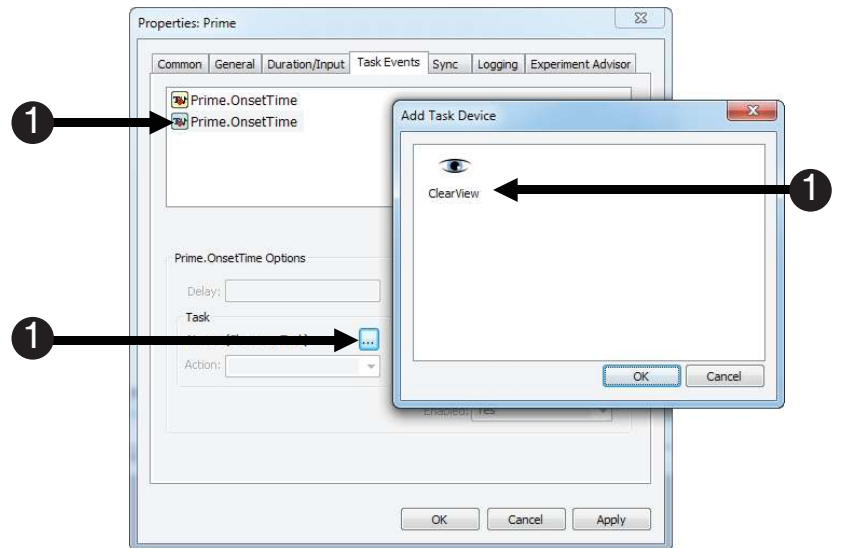 Properties: Prime
Common General Duration/Input Task Events Sync Logging Experiment Advisor
Prime.OnsetTime
1
Prime.OnsetTime
Add Task Device
ClearView
1
OK Cancel
Prime.OnsetTime Options
Delay:
Task
1
...
Action:
Enabled: Yes
OK Cancel Apply